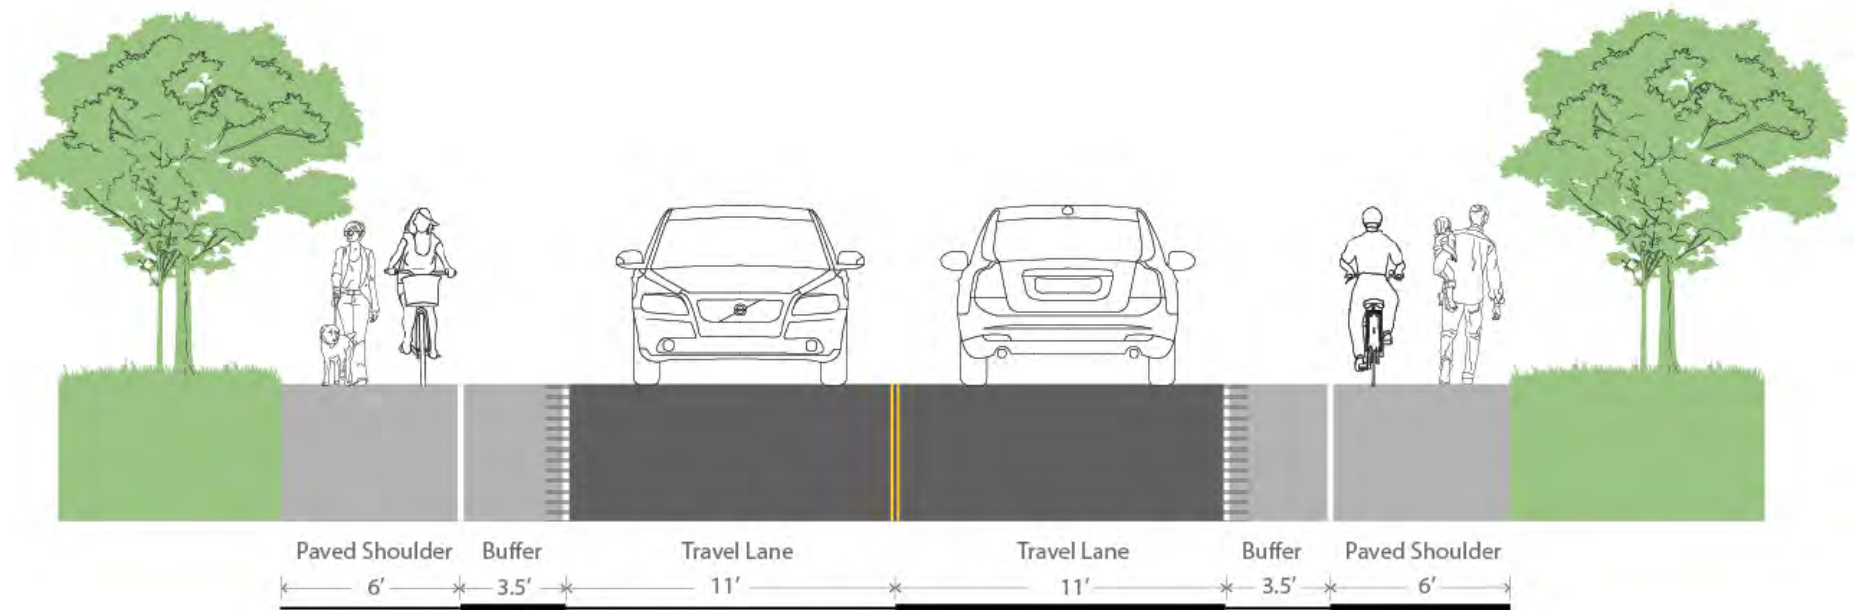 Paved Shoulder Buffer Travel Lane Travel Lane Buffer Paved Shoulder
6′ 3.5′ 11′ 11′ 3.5′ 6′